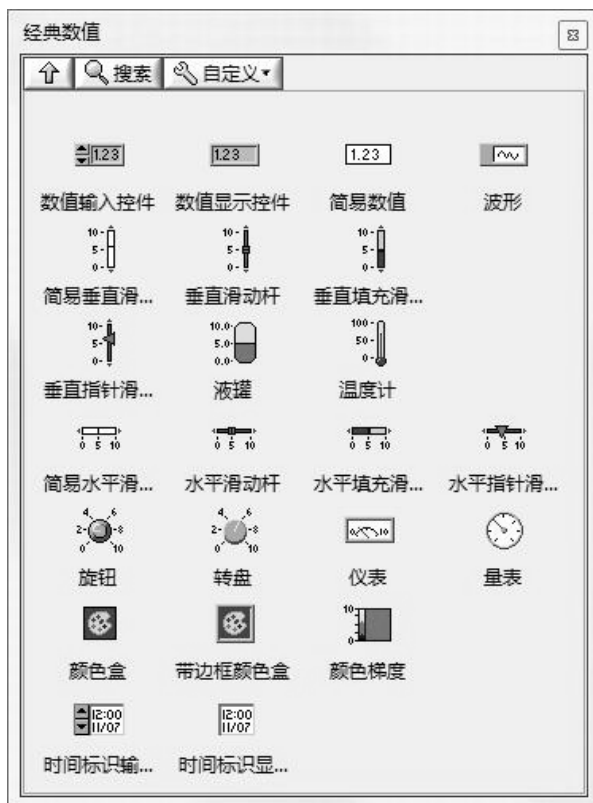 经典数值
搜索 自定义
1.23 1.23 1.23
数值输入控件 数值显示控件 简易数值 波形
10 5 0 10 5 0 10 5 0
简易垂直滑... 垂直滑动杆 垂直填充滑...
10 5 0 10.0 5.0 0.0 100 50 0
垂直指针滑... 液罐 温度计
0 5 10 0 5 10 0 5 10 0 5 10
简易水平滑... 水平滑动杆 水平填充滑... 水平指针滑...
0 2 4 6 8 10 0 2 4 6 8 10 0 10
旋钮 转盘 仪表 量表
10 0
颜色盒 带边框颜色盒 颜色梯度
12:00 12:00
11/07 11/07
时间标识输... 时间标识显...